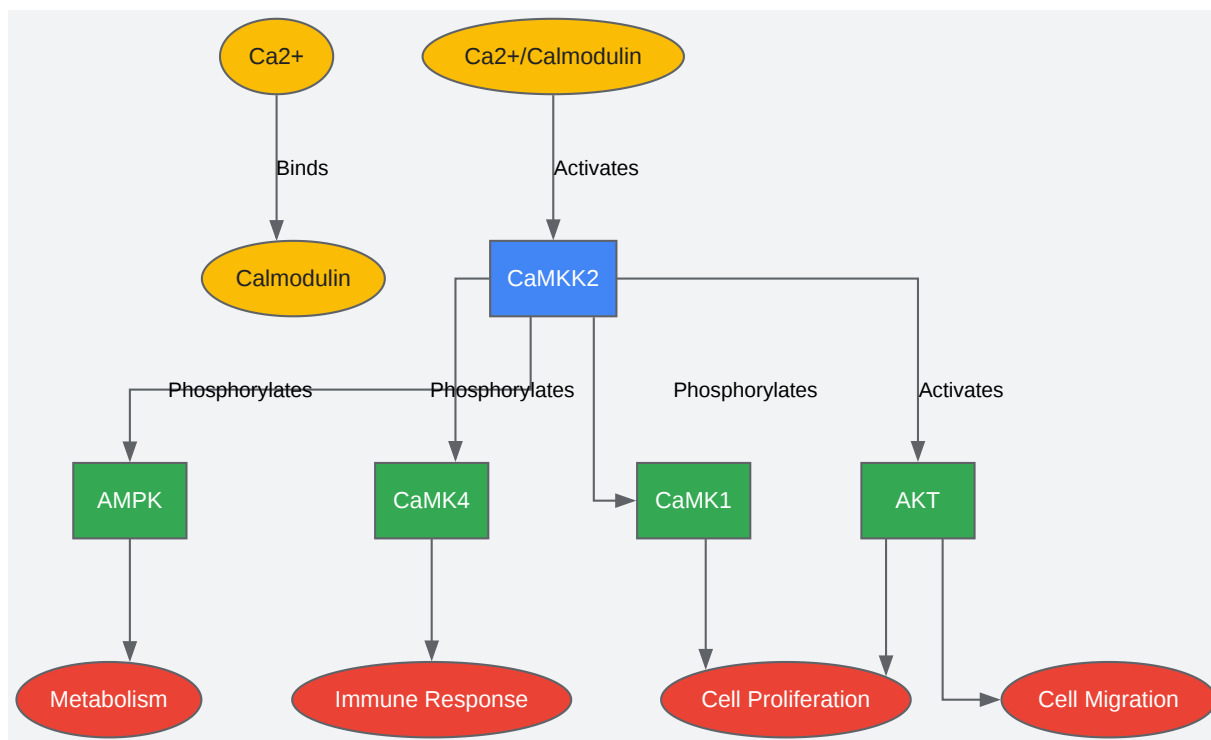 Ca2+
Ca2+/Calmodulin
Binds
Activates
Calmodulin
CaMKK2
Phosphorylates
Phosphorylates
Phosphorylates
Activates
AMPK
CaMK4
CaMK1
AKT
Metabolism
Immune Response
Cell Proliferation
Cell Migration